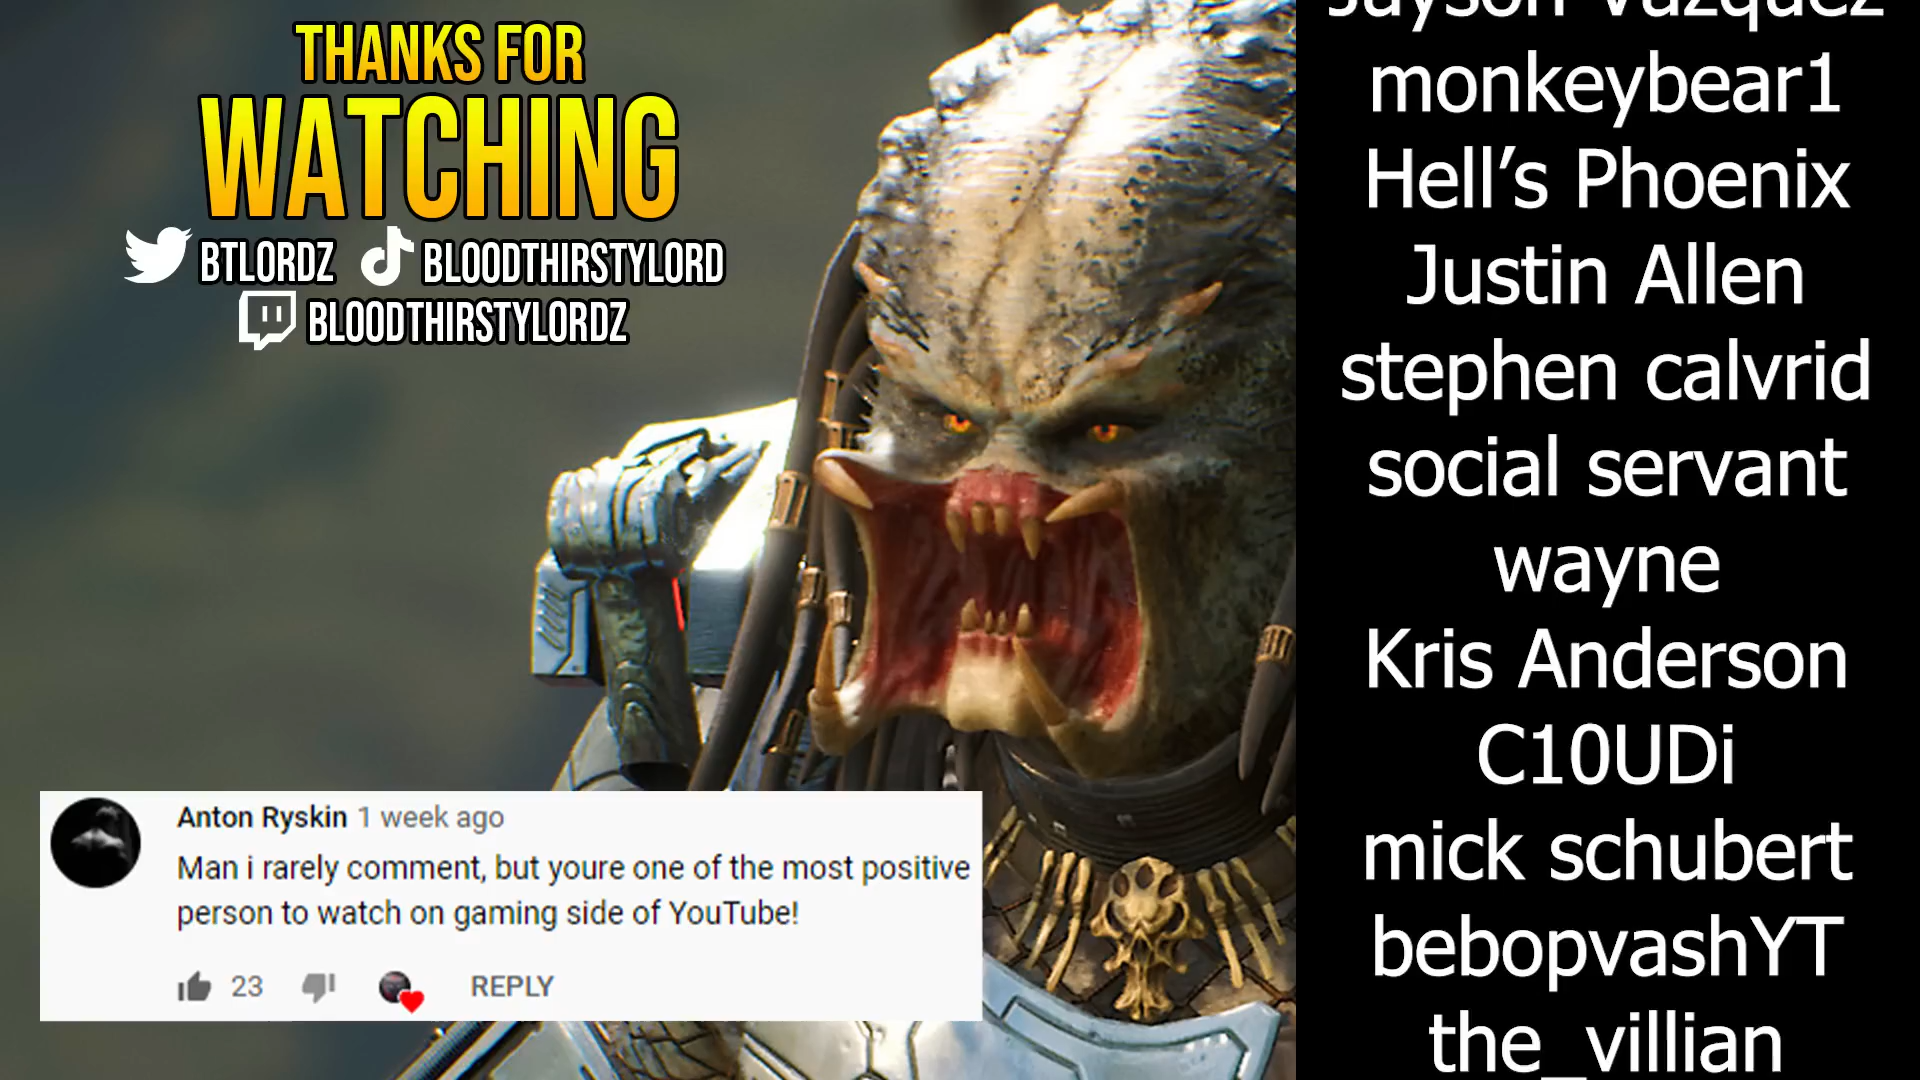 THANKS FOR
WATCHING
BTLORDZ BLOODTHIRSTYLORD
BLOODTHIRSTYLORDZ
Anton Ryskin 1 week ago
Man i rarely comment, but youre one of the most positive
person to watch on gaming side of YouTube!
23 REPLY
Jayson Vazquez
monkeybear1
Hell’s Phoenix
Justin Allen
stephen calvrid
social servant
wayne
Kris Anderson
C10UDi
mick schubert
bebopvashYT
the_villian